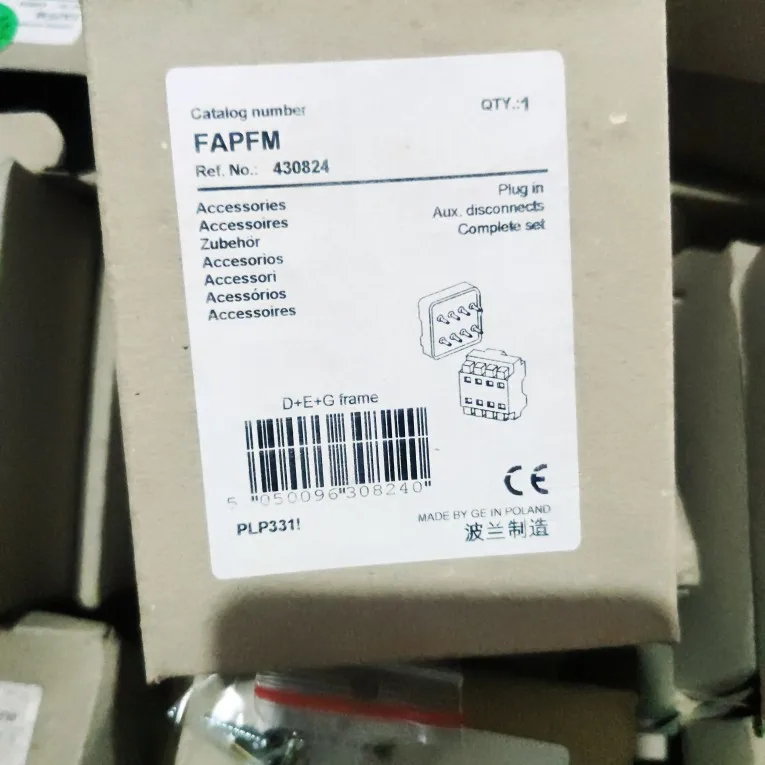 Catalog number
QTY.:1
FAPFM
Ref. No.: 430824
Accessories
Accessoires
Zubehör
Accesorios
Accessori
Acessórios
Accessoires
Plug in
Aux. disconnects
Complete set
D+E+G frame
5 "050096"308240"
PLP331!
CE
MADE BY GE IN POLAND
波兰制造